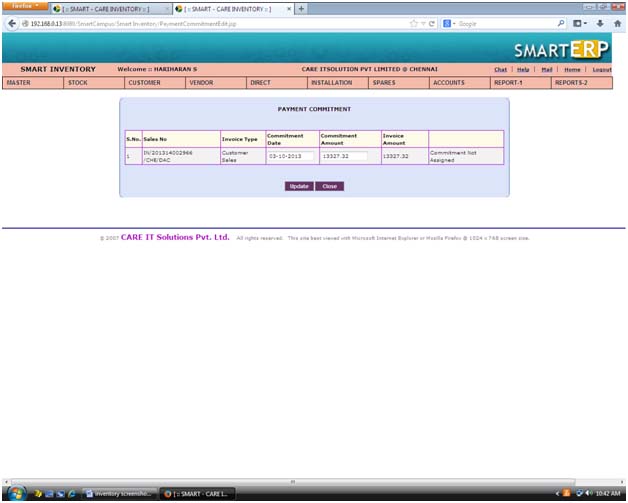 Firefox
[ :: SMART - CARE INVENTORY :: ]
[ :: SMART - CARE INVENTORY :: ]
192.168.0.13:8080/SmartCampus/Smart Inventory/PaymentCommitmentEdit.jsp
Google
SMART ERP
SMART INVENTORY Welcome :: HARIHARAN S CARE ITSOLUTION PVT LIMITED @ CHENNAI Chat | Help | Mail | Home | Logout
MASTER STOCK CUSTOMER VENDOR DIRECT INSTALLATION SPARES ACCOUNTS REPORT-1 REPORTS-2
PAYMENT COMMITMENT
S.No. Sales No Invoice Type Commitment Date Commitment Amount Invoice Amount
1 IN/201314002966 /CHE/DAC Customer Sales 03-10-2013 13327.32 13327.32 Commitment Not Assigned
Update Close
© 2007 CARE IT Solutions Pvt. Ltd. All rights reserved. This site best viewed with Microsoft Internet Explorer or Mozilla Firefox @ 1024 x 768 screen size.
inventory screensho... [ :: SMART - CARE I... 10:42 AM